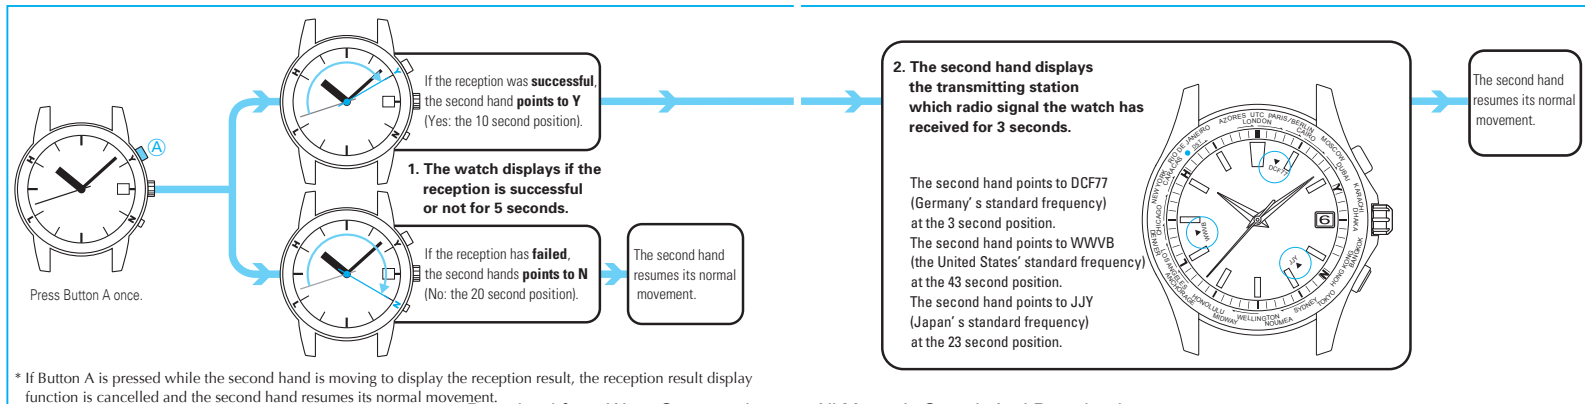 A
Press Button A once.
If the reception was successful,
the second hand points to Y
(Yes: the 10 second position).
1. The watch displays if the
reception is successful
or not for 5 seconds.
If the reception has failed,
the second hands points to N
(No: the 20 second position).
The second hand
resumes its normal
movement.
2. The second hand displays
the transmitting station
which radio signal the watch has
received for 3 seconds.
The second hand points to DCF77
(Germany' s standard frequency)
at the 3 second position.
The second hand points to WWVB
(the United States' standard frequency)
at the 43 second position.
The second hand points to JJY
(Japan' s standard frequency)
at the 23 second position.
AZORES UTC PARIS/BERLIN
LONDON CAIRO
MOSCOW
DUBAI
KARACHI
DHAKA
BANGKOK
HONG KONG
TOKYO
SYDNEY
NOUMEA
WELLINGTON
MIDWAY
HONOLULU
ANCHORAGE
LOS ANGELES
DENVER
CHICAGO
NEW YORK
CARACAS
RIO DE JANEIRO
DCF77
WWVB
JJY
H
Y
L
N
6
The second hand
resumes its normal
movement.
* If Button A is pressed while the second hand is moving to display the reception result, the reception result display
function is cancelled and the second hand resumes its normal movement.